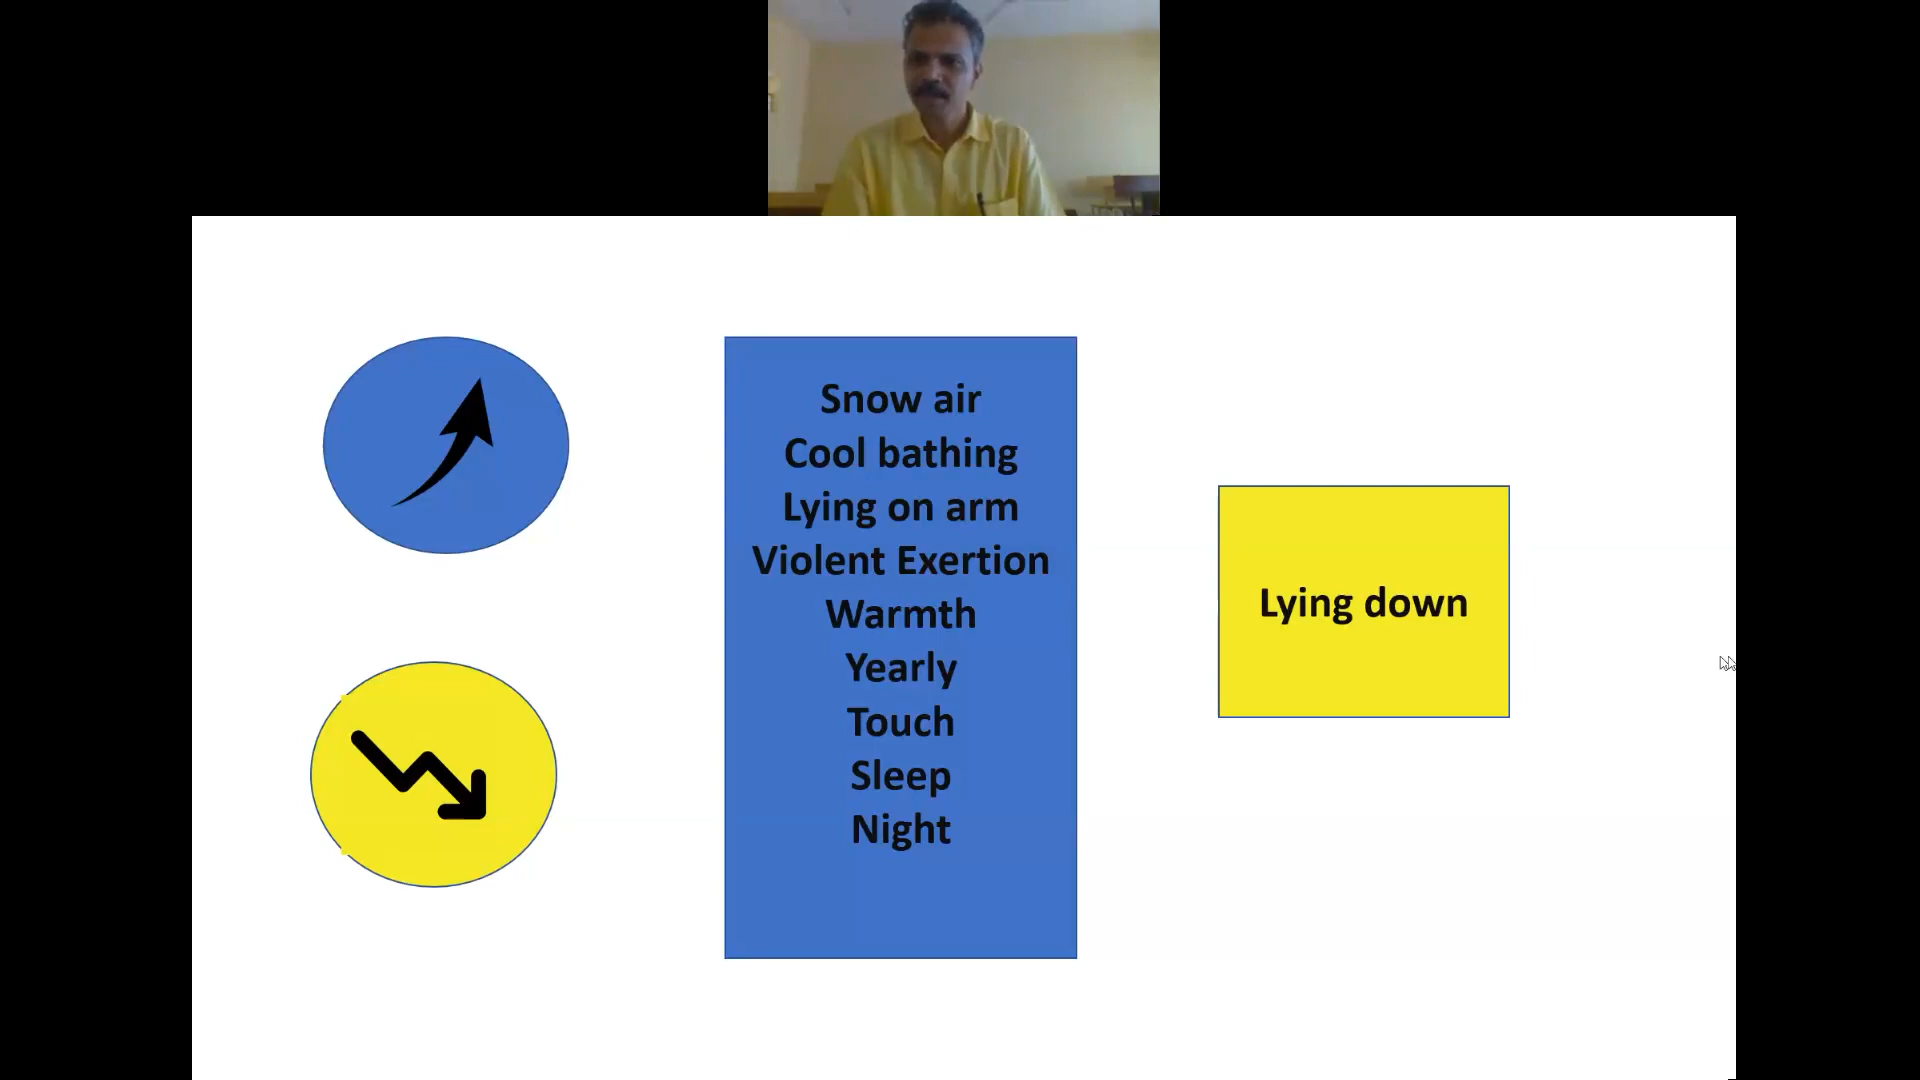 Snow air
Cool bathing
Lying on arm
Violent Exertion
Warmth
Yearly
Touch
Sleep
Night
Lying down